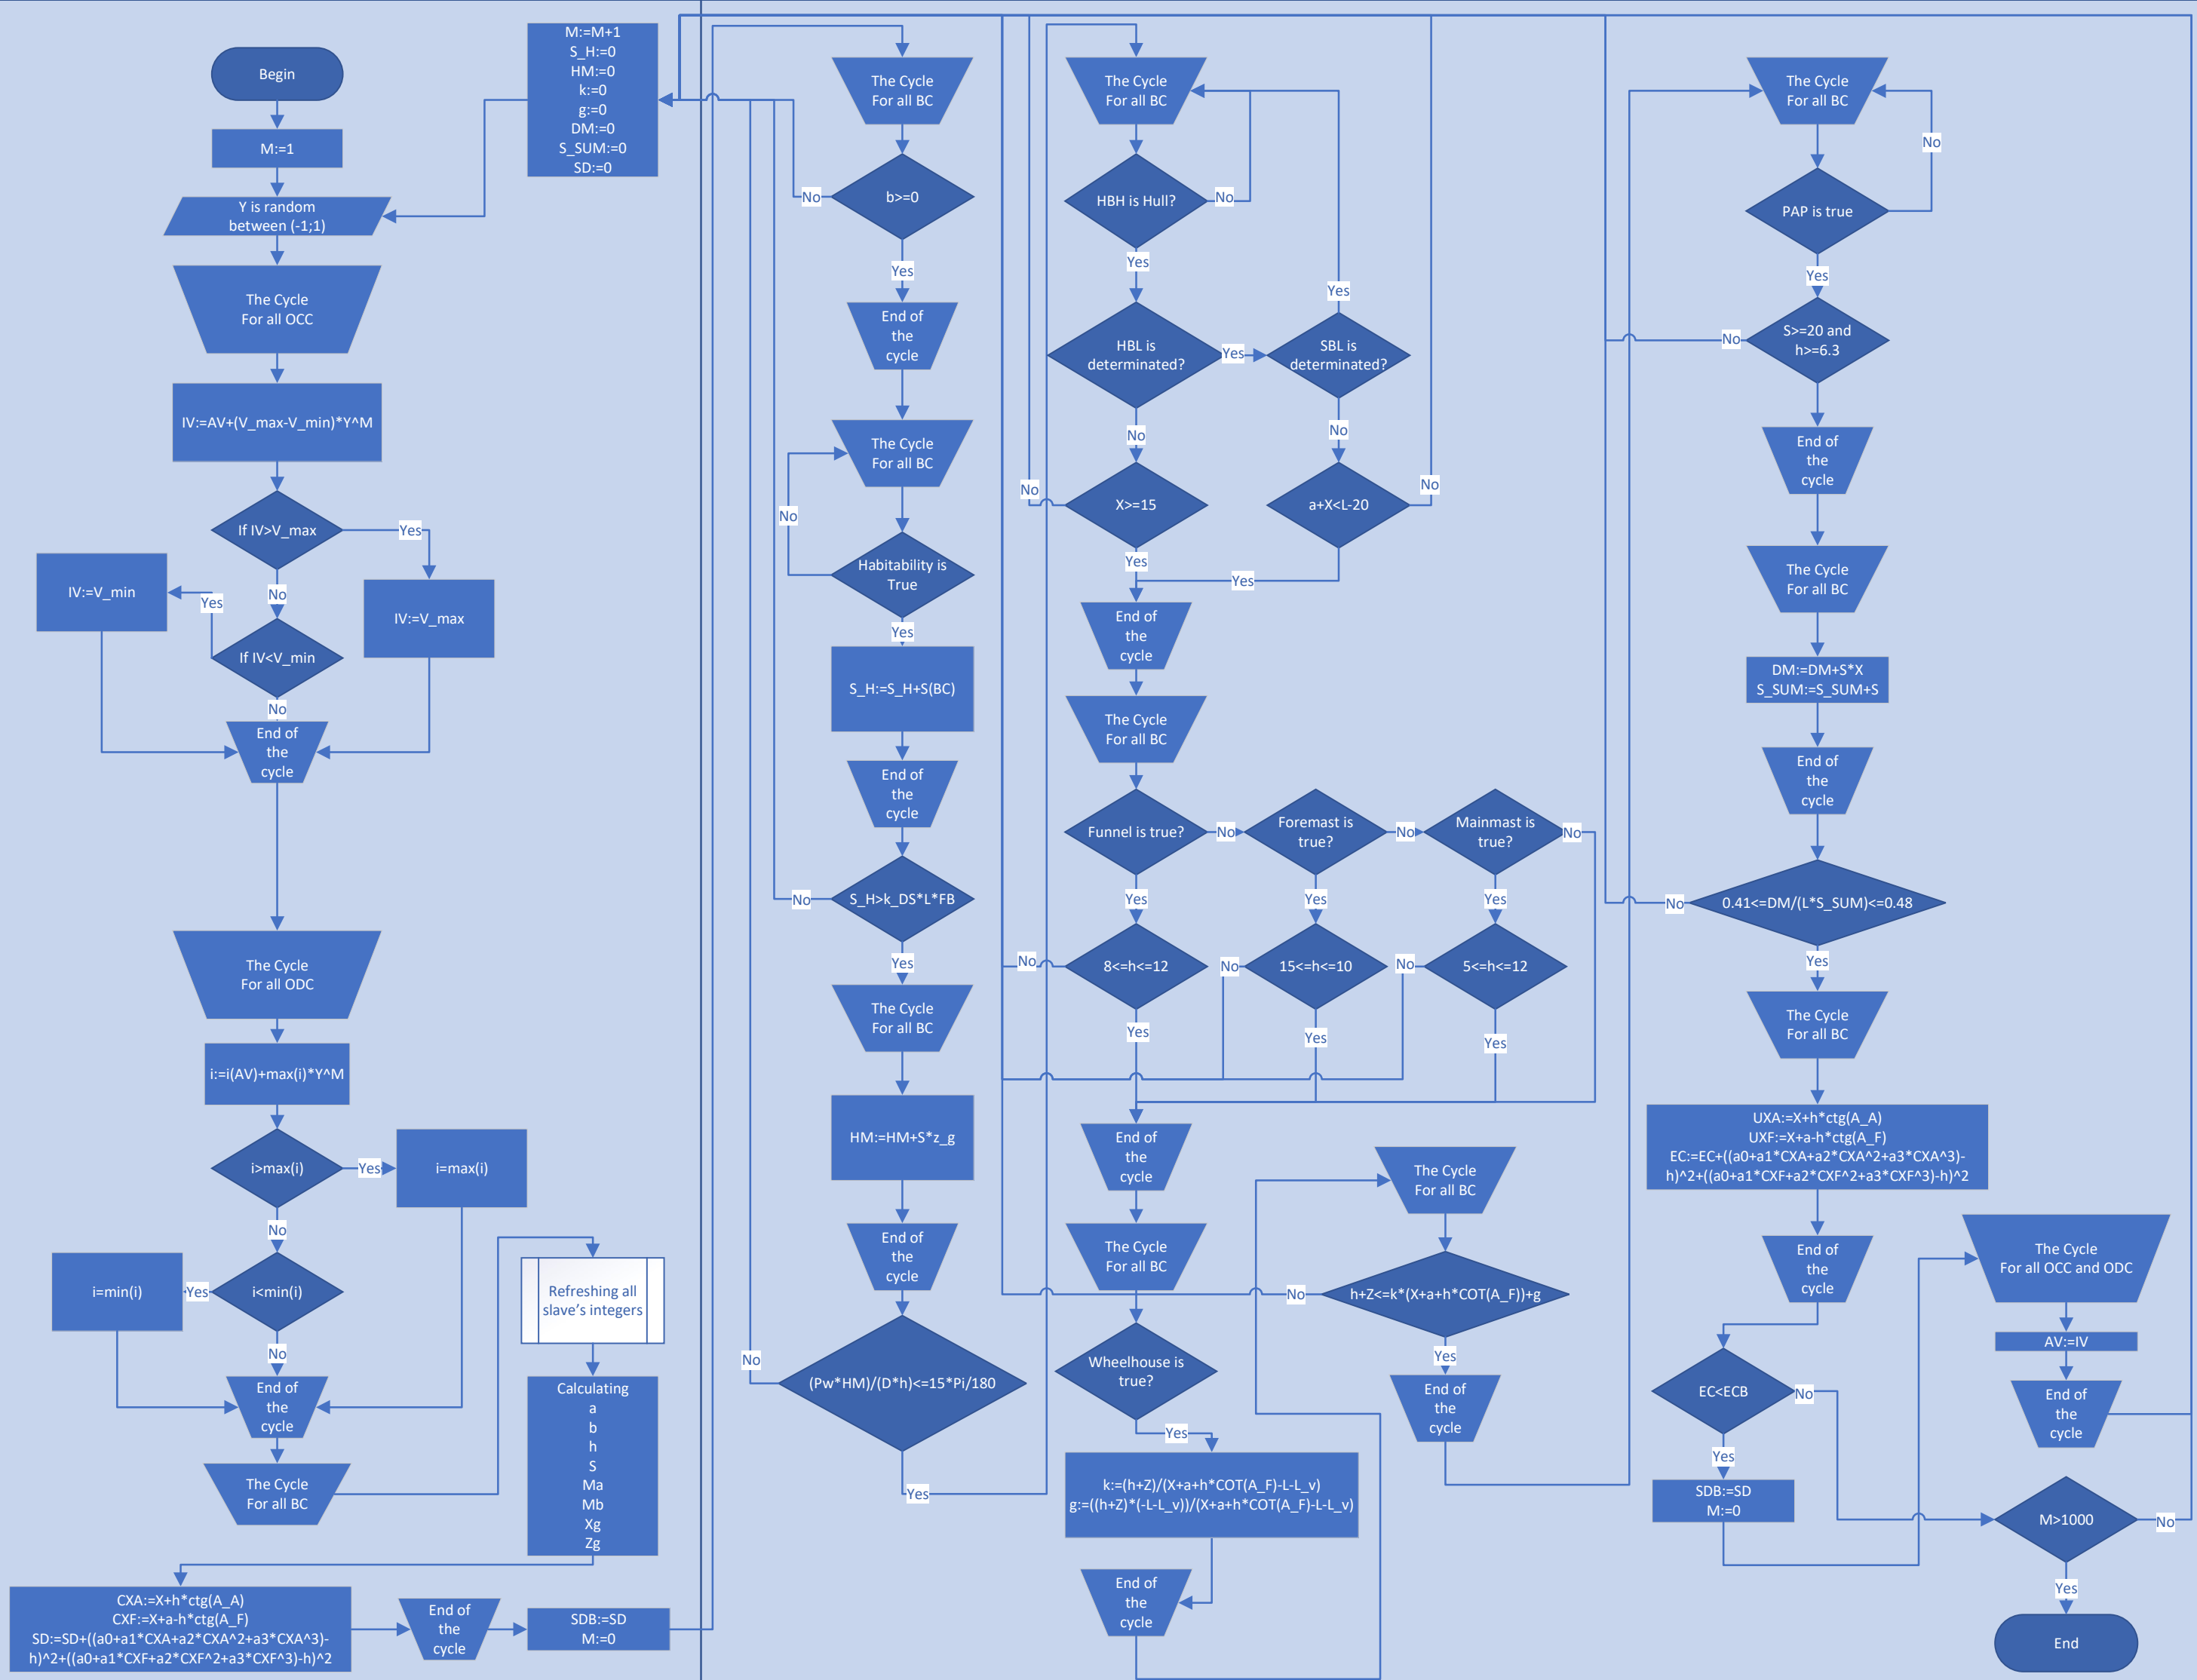 Begin
M:=1
Y is random
between (-1;1)
The Cycle
For all OCC
IV:=AV+(V_max-V_min)*Y^M
If IV>V_max
Yes
IV:=V_max
No
IV:=V_min
Yes
If IV<V_min
No
End of
the
cycle
The Cycle
For all ODC
i:=i(AV)+max(i)*Y^M
i>max(i)
Yes
i=max(i)
No
i=min(i)
Yes
i<min(i)
No
End of
the
cycle
The Cycle
For all BC
Refreshing all
slave's integers
Calculating
a
b
h
S
Ma
Mb
Xg
Zg
CXA:=X+h*ctg(A_A)
CXF:=X+a-h*ctg(A_F)
SD:=SD+((a0+a1*CXA+a2*CXA^2+a3*CXA^3)-
h)^2+((a0+a1*CXF+a2*CXF^2+a3*CXF^3)-h)^2
End of
the
cycle
SDB:=SD
M:=0
M:=M+1
S_H:=0
HM:=0
k:=0
g:=0
DM:=0
S_SUM:=0
SD:=0
The Cycle
For all BC
b>=0
No
Yes
End of
the
cycle
The Cycle
For all BC
No
Habitability is
True
Yes
S_H:=S_H+S(BC)
End of
the
cycle
S_H>k_DS*L*FB
No
Yes
The Cycle
For all BC
HM:=HM+S*z_g
End of
the
cycle
No
(Pw*HM)/(D*h)<=15*Pi/180
Yes
The Cycle
For all BC
HBH is Hull?
No
Yes
HBL is
determinated?
Yes
SBL is
determinated?
Yes
No
No
X>=15
No
a+X<L-20
No
Yes
Yes
End of
the
cycle
The Cycle
For all BC
Funnel is true?
No
Foremast is
true?
No
Mainmast is
true?
No
Yes
Yes
Yes
No
8<=h<=12
No
15<=h<=10
No
5<=h<=12
Yes
Yes
Yes
End of
the
cycle
The Cycle
For all BC
Wheelhouse is
true?
Yes
k:=(h+Z)/(X+a+h*COT(A_F)-L-L_v)
g:=((h+Z)*(-L-L_v))/(X+a+h*COT(A_F)-L-L_v)
End of
the
cycle
The Cycle
For all BC
No
h+Z<=k*(X+a+h*COT(A_F))+g
Yes
End of
the
cycle
The Cycle
For all BC
No
PAP is true
Yes
No
S>=20 and
h>=6.3
End of
the
cycle
The Cycle
For all BC
DM:=DM+S*X
S_SUM:=S_SUM+S
End of
the
cycle
No
0.41<=DM/(L*S_SUM)<=0.48
Yes
The Cycle
For all BC
UXA:=X+h*ctg(A_A)
UXF:=X+a-h*ctg(A_F)
EC:=EC+((a0+a1*CXA+a2*CXA^2+a3*CXA^3)-
h)^2+((a0+a1*CXF+a2*CXF^2+a3*CXF^3)-h)^2
End of
the
cycle
EC<ECB
No
Yes
SDB:=SD
M:=0
The Cycle
For all OCC and ODC
AV:=IV
End of
the
cycle
M>1000
No
Yes
End